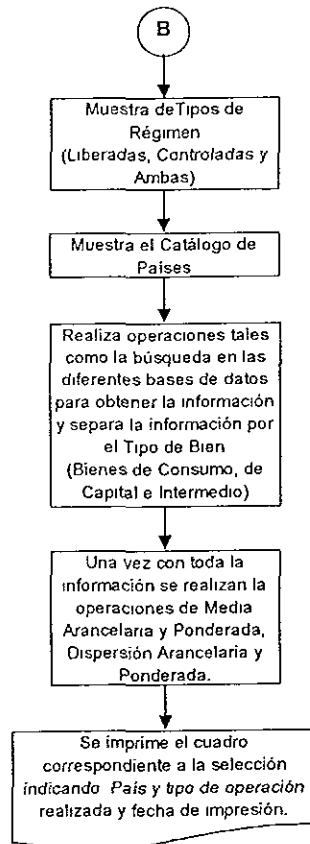 B
Muestra deTipos de
Régimen
(Liberadas, Controladas y
Ambas)
Muestra el Catálogo de
Países
Realiza operaciones tales
como la búsqueda en las
diferentes bases de datos
para obtener la información
y separa la información por
el Tipo de Bien
(Bienes de Consumo, de
Capital e Intermedio)
Una vez con toda la
información se realizan la
operaciones de Media
Arancelaria y Ponderada,
Dispersión Arancelaria y
Ponderada.
Se imprime el cuadro
correspondiente a la selección
indicando País y tipo de operación
realizada y fecha de impresión.